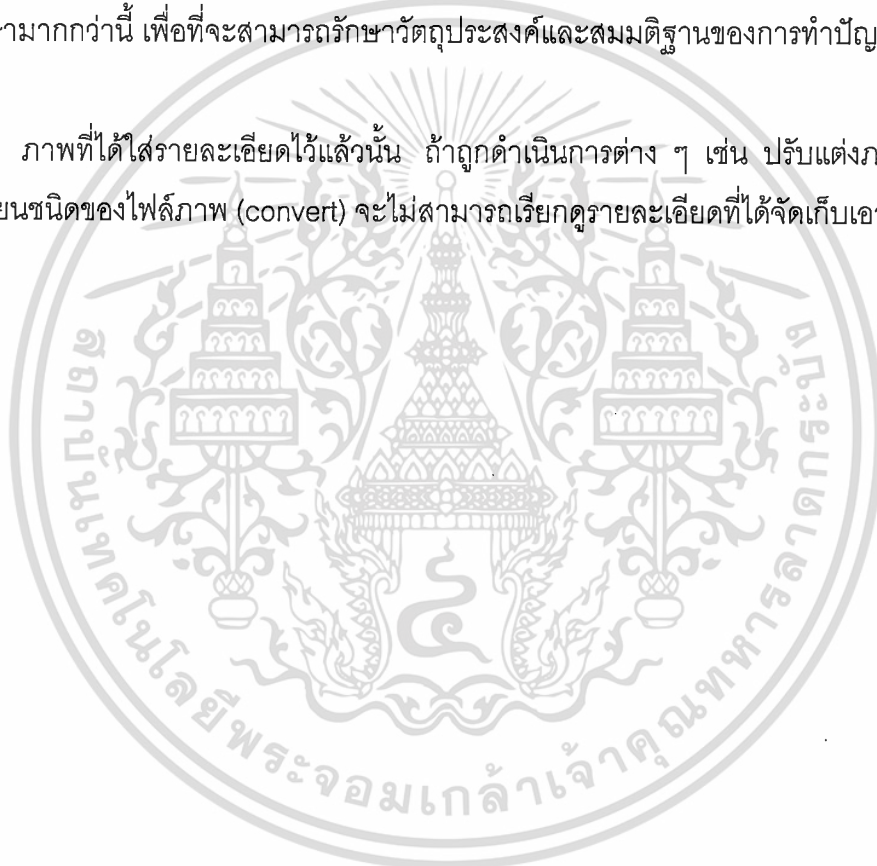 ามากกว่านี้ เพื่อที่จะสามารถรักษาวัตถุประสงค์และสมมติฐานของการทำปัญ
ภาพที่ได้ใส่รายละเอียดไว้แล้วนั้น ถ้าถูกดำเนินการต่าง ๆ เช่น ปรับแต่งภ
ยนชนิดของไฟล์ภาพ (convert) จะไม่สามารถเรียกดูรายละเอียดที่ได้จัดเก็บเอา
สถาบันเทคโนโลยีพระจอมเกล้าเจ้าคุณทหารลาดกระบัง
๔